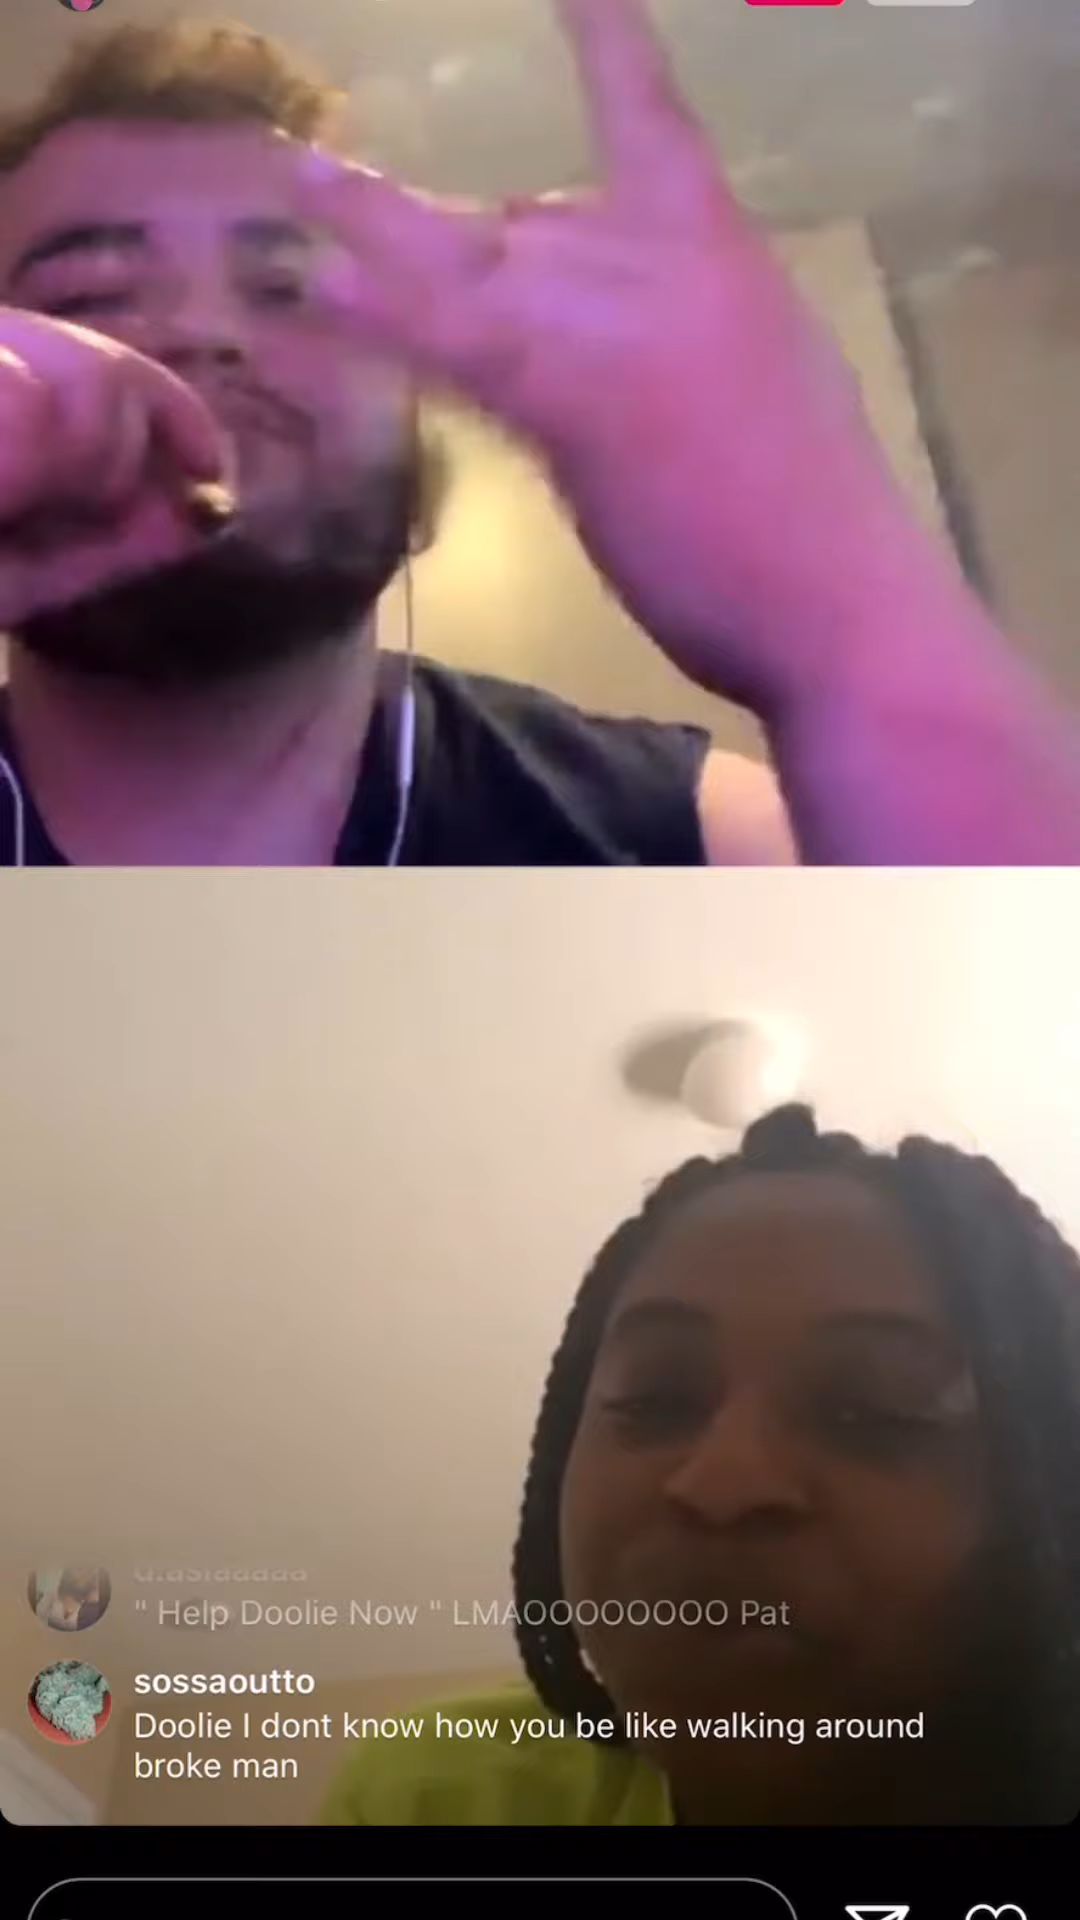 " Help Doolie Now " LMAOOOOOOOO Pat
sossaoutto
Doolie I dont know how you be like walking around
broke man